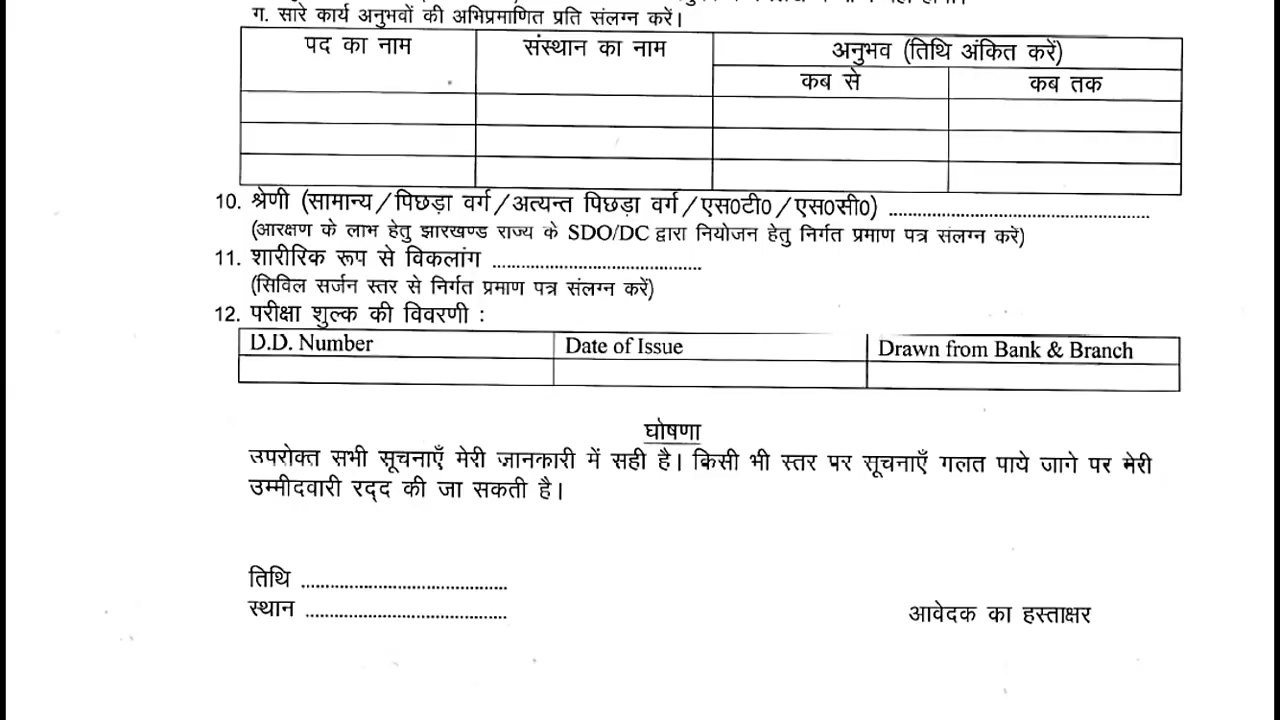 ग. सारे कार्य अनुभवों की अभिप्रमाणित प्रति संलग्न करें।
पद का नाम संस्थान का नाम अनुभव (तिथि अंकित करें)
कब से कब तक
10. श्रेणी (सामान्य/पिछड़ा वर्ग/अत्यन्त पिछड़ा वर्ग/एस0टी0/एस0सी0) ..........................................
(आरक्षण के लाभ हेतु झारखण्ड राज्य के SDO/DC द्वारा नियोजन हेतु निर्गत प्रमाण पत्र संलग्न करें)
11. शारीरिक रूप से विकलांग ..........................................
(सिविल सर्जन स्तर से निर्गत प्रमाण पत्र संलग्न करें)
12. परीक्षा शुल्क की विवरणी :
D.D. Number Date of Issue Drawn from Bank & Branch
घोषणा
उपरोक्त सभी सूचनाएँ मेरी जानकारी में सही है। किसी भी स्तर पर सूचनाएँ गलत पाये जाने पर मेरी
उम्मीदवारी रद्द की जा सकती है।
तिथि ..........................................
स्थान ..........................................
आवेदक का हस्ताक्षर